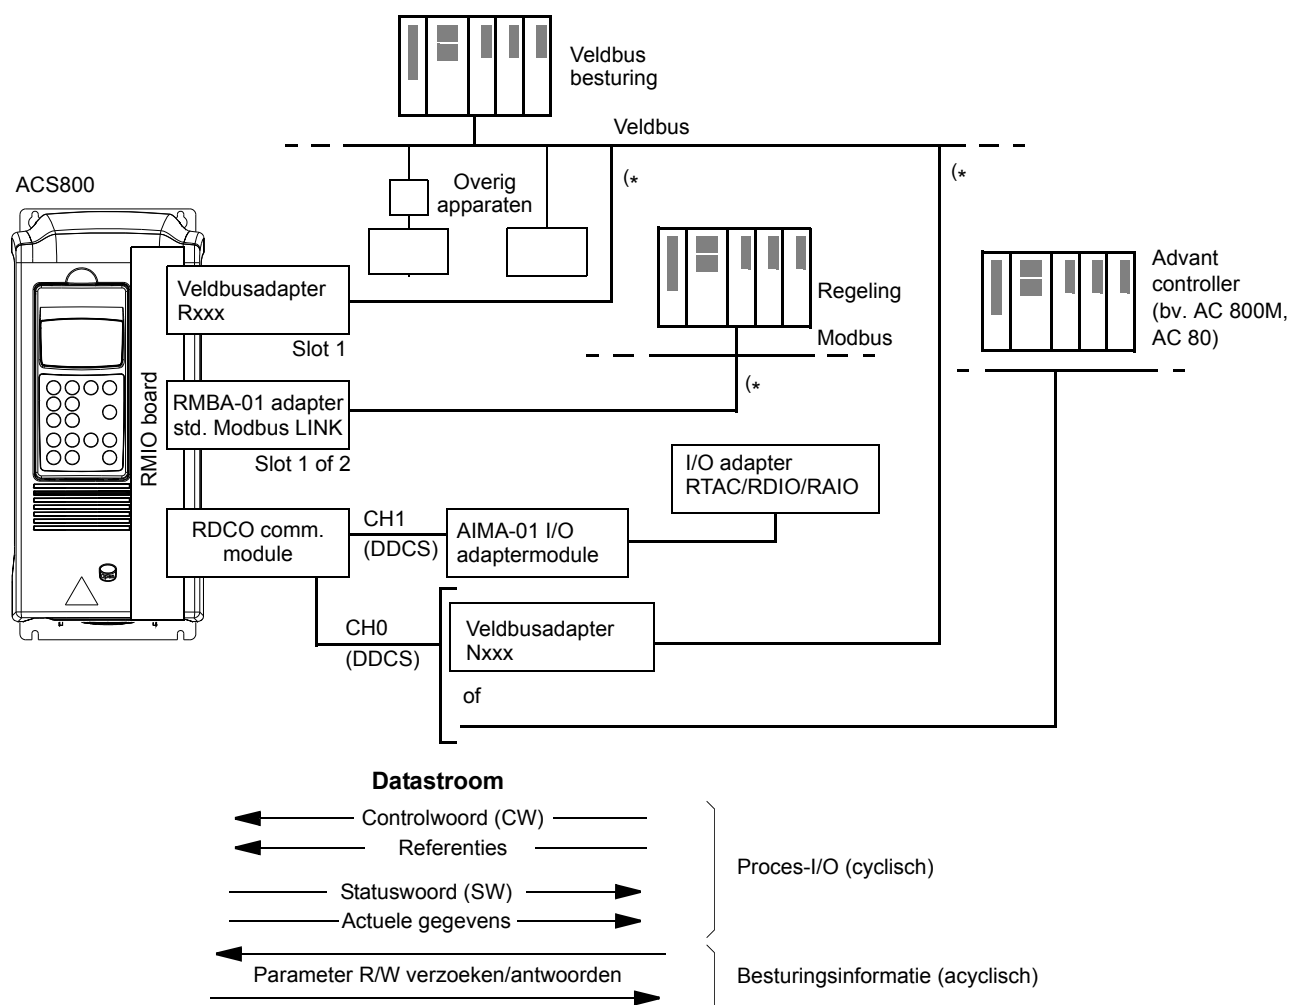 Veldbus
besturing
Veldbus
(*
(*
ACS800
Overig
apparaten
Veldbusadapter
Rxxx
Slot 1
Regeling
Modbus
(*
Advant
controller
(bv. AC 800M,
AC 80)
RMIO board
RMBA-01 adapter
std. Modbus LINK
Slot 1 of 2
I/O adapter
RTAC/RDIO/RAIO
RDCO comm.
module
CH1
(DDCS)
AIMA-01 I/O
adaptermodule
CH0
(DDCS)
Veldbusadapter
Nxxx
of
Datastroom
Controlwoord (CW)
Referenties
Statuswoord (SW)
Actuele gegevens
Proces-I/O (cyclisch)
Parameter R/W verzoeken/antwoorden
Besturingsinformatie (acyclisch)